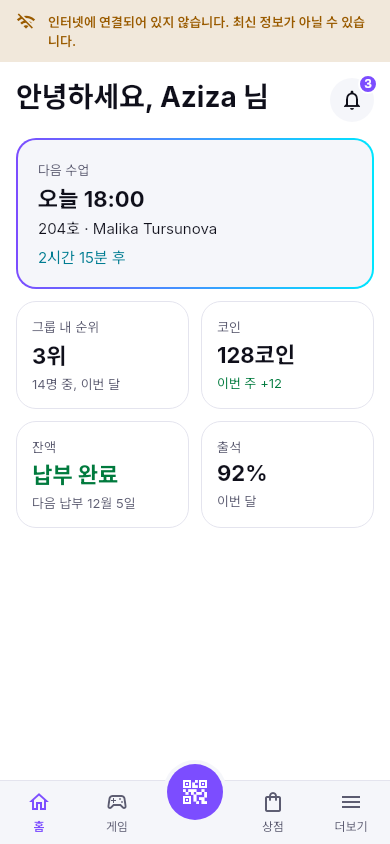 인터넷에 연결되어 있지 않습니다. 최신 정보가 아닐 수 있습
니다.
안녕하세요, Aziza 님
3
다음 수업
오늘 18:00
204호 · Malika Tursunova
2시간 15분 후
그룹 내 순위
3위
14명 중, 이번 달
코인
128코인
이번 주 +12
잔액
납부 완료
다음 납부 12월 5일
출석
92%
이번 달
홈
게임
상점
더보기